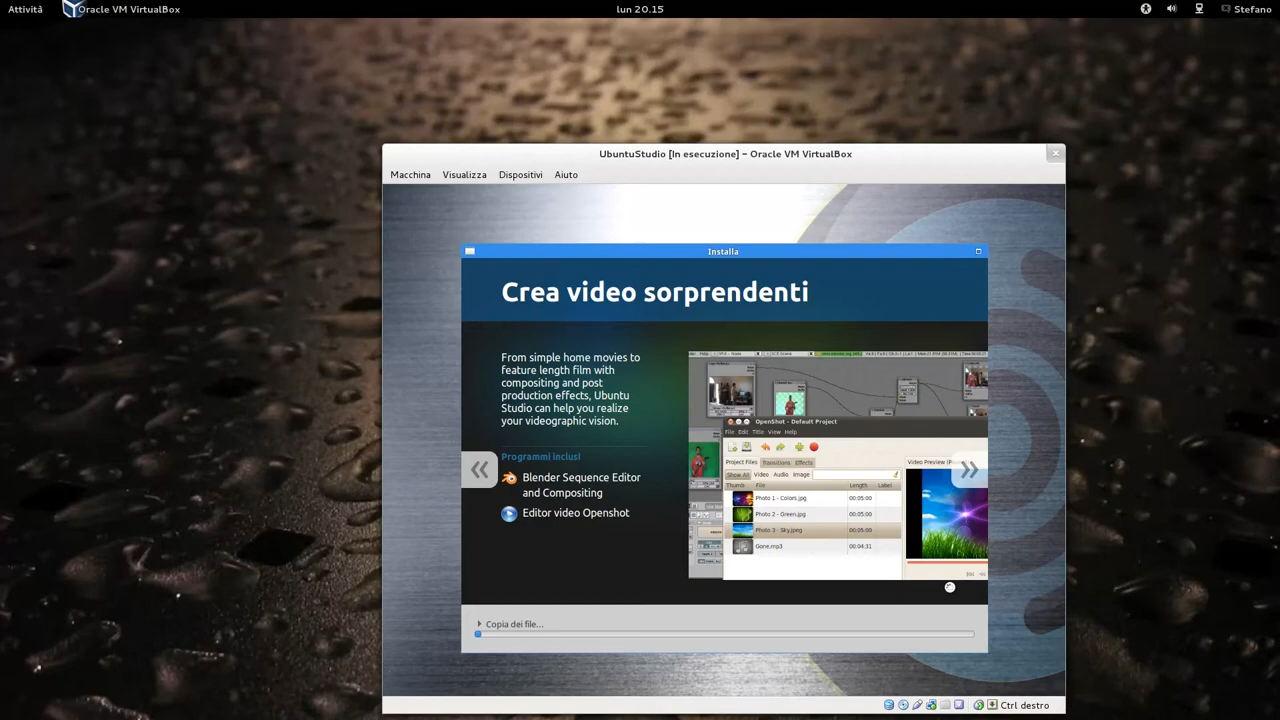 Attività
Oracle VM VirtualBox
lun 20.15
Stefano
UbuntuStudio [In esecuzione] – Oracle VM VirtualBox
Macchina Visualizza Dispositivi Aiuto
Installa
Crea video sorprendenti
From simple home movies to
feature length film with
compositing and post
production effects, Ubuntu
Studio can help you realize
your videographic vision.
Programmi inclusi
Blender Sequence Editor
and Compositing
Editor video Openshot
OpenShot - Default Project
File Edit Title View Help
Project Files Transitions Effects
Show All Video Audio Image
Thumb File Length Label
Photo 1 - Colors.jpg 00:05:00
Photo 2 - Green.jpg 00:05:00
Photo 3 - Sky.jpeg 00:05:00
Gone.mp3 00:04:31
Video Preview
Copia dei file...
Ctrl destro